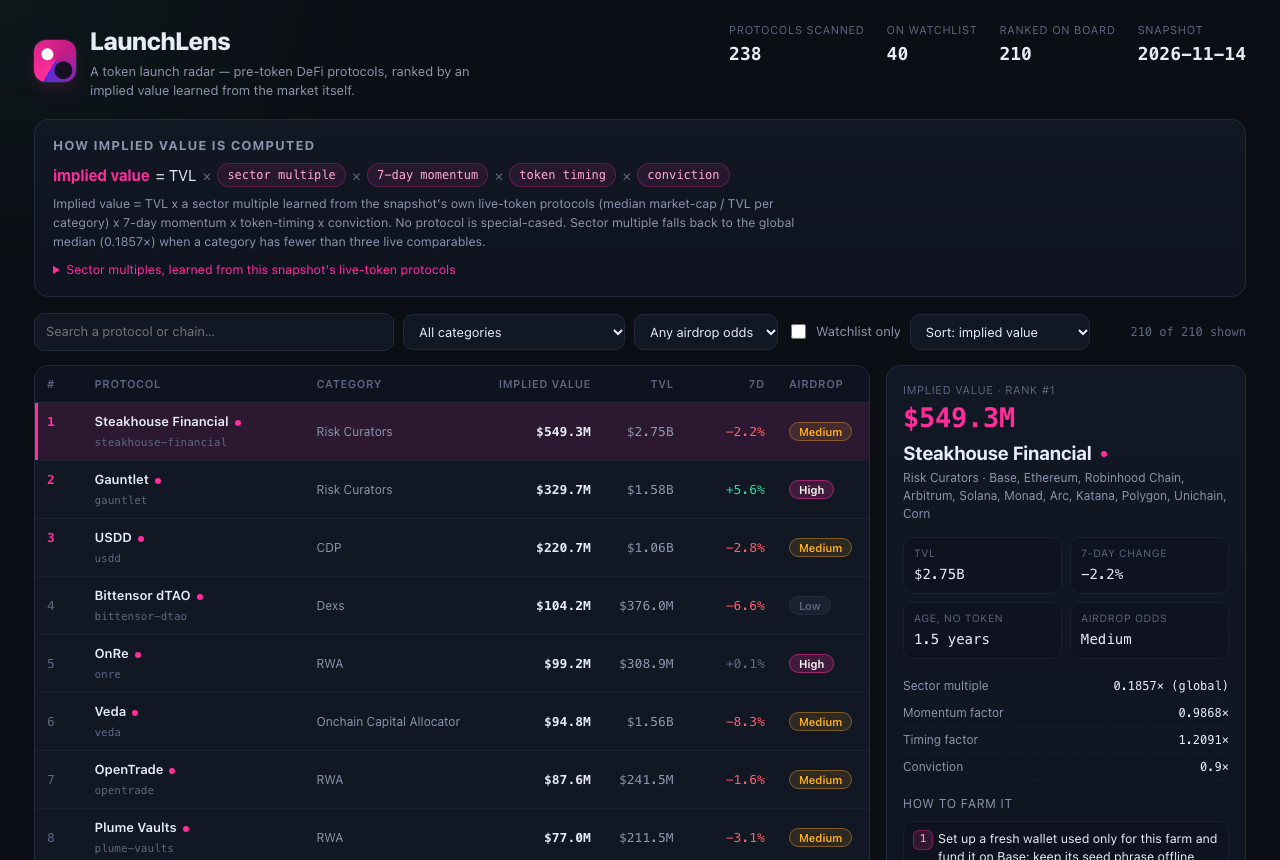 LaunchLens
A token launch radar — pre-token DeFi protocols, ranked by an
implied value learned from the market itself.
PROTOCOLS SCANNED
238
ON WATCHLIST
40
RANKED ON BOARD
210
SNAPSHOT
2026-11-14
HOW IMPLIED VALUE IS COMPUTED
implied value = TVL × sector multiple × 7-day momentum × token timing × conviction
Implied value = TVL x a sector multiple learned from the snapshot's own live-token protocols (median market-cap / TVL per
category) x 7-day momentum x token-timing x conviction. No protocol is special-cased. Sector multiple falls back to the global
median (0.1857×) when a category has fewer than three live comparables.
▶ Sector multiples, learned from this snapshot's live-token protocols
Search a protocol or chain... All categories Any airdrop odds Watchlist only Sort: implied value 210 of 210 shown
# PROTOCOL CATEGORY IMPLIED VALUE TVL 7D AIRDROP
1 Steakhouse Financial Risk Curators $549.3M $2.75B −2.2% Medium
steakhouse-financial
2 Gauntlet Risk Curators $329.7M $1.58B +5.6% High
gauntlet
3 USDD CDP $220.7M $1.06B −2.8% Medium
usdd
4 Bittensor dTAO Dexs $104.2M $376.0M −6.6% Low
bittensor-dtao
5 OnRe RWA $99.2M $308.9M +0.1% High
onre
6 Veda Onchain Capital Allocator $94.8M $1.56B −8.3% Medium
veda
7 OpenTrade RWA $87.6M $241.5M −1.6% Medium
opentrade
8 Plume Vaults RWA $77.0M $211.5M −3.1% Medium
plume-vaults
IMPLIED VALUE · RANK #1
$549.3M
Steakhouse Financial
Risk Curators · Base, Ethereum, Robinhood Chain,
Arbitrum, Solana, Monad, Arc, Katana, Polygon, Unichain,
Corn
TVL
$2.75B
7-DAY CHANGE
−2.2%
AGE, NO TOKEN
1.5 years
AIRDROP ODDS
Medium
Sector multiple 0.1857× (global)
Momentum factor 0.9868×
Timing factor 1.2091×
Conviction 0.9×
HOW TO FARM IT
1 Set up a fresh wallet used only for this farm and
fund it on Base; keep its seed phrase offline